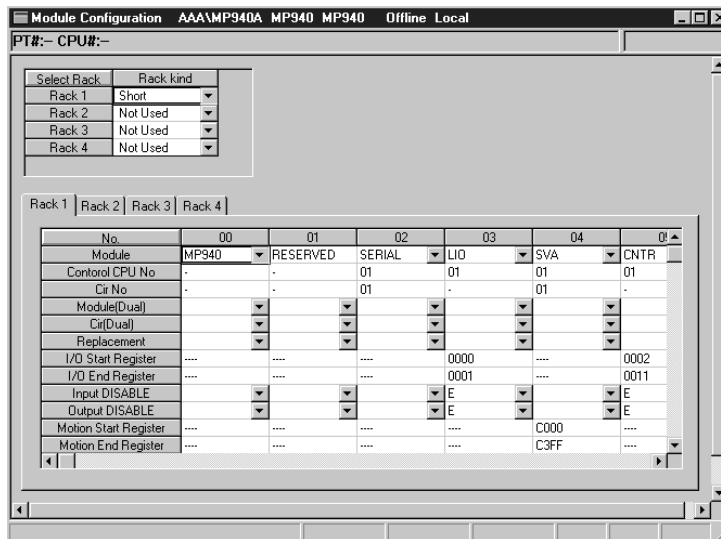 Module Configuration AAA\MP940A MP940 MP940 Offline Local
PT#:– CPU#:–
Select Rack Rack kind
Rack 1 Short
Rack 2 Not Used
Rack 3 Not Used
Rack 4 Not Used
Rack 1 Rack 2 Rack 3 Rack 4
No. 00 01 02 03 04
Module MP940 RESERVED SERIAL LIO SVA CNTR
Contorol CPU No - - 01 01 01 01
Cir No - - 01 - 01 -
Module(Dual)
Cir(Dual)
Replacement
I/O Start Register ---- ---- ---- 0000 ---- 0002
I/O End Register ---- ---- ---- 0001 ---- 0011
Input DISABLE E E
Output DISABLE E E
Motion Start Register ---- ---- ---- ---- C000 ----
Motion End Register ---- ---- ---- ---- C3FF ----